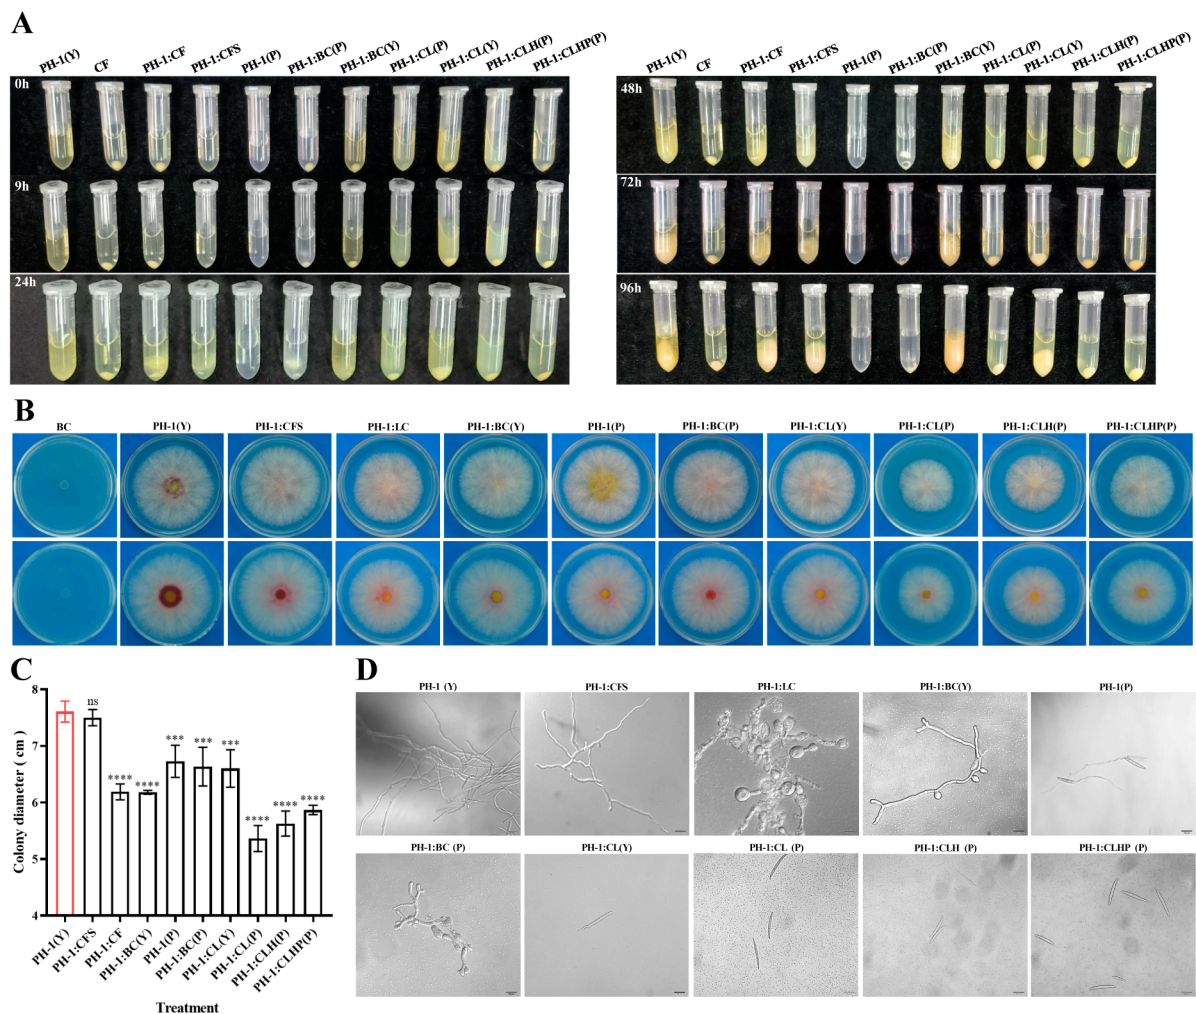 A
PH-1(Y) CF PH-1:CF PH-1:CFS PH-1(P) PH-1:BC(P) PH-1:BC(Y) PH-1:CL(P) PH-1:CL(Y) PH-1:CLH(P) PH-1:CLHP(P)
0h
9h
24h
PH-1(Y) CF PH-1:CF PH-1:CFS PH-1(P) PH-1:BC(P) PH-1:BC(Y) PH-1:CL(P) PH-1:CL(Y) PH-1:CLH(P) PH-1:CLHP(P)
48h
72h
96h
B
BC PH-1(Y) PH-1:CFS PH-1:LC PH-1:BC(Y) PH-1(P) PH-1:BC(P) PH-1:CL(Y) PH-1:CL(P) PH-1:CLH(P) PH-1:CLHP(P)
C
Colony diameter ( cm )
8
7
6
5
4
ns
**** **** *** *** *** **** **** ****
PH-1(Y) PH-1:CFS PH-1:CF PH-1:BC(Y) PH-1(P) PH-1:BC(P) PH-1:CL(Y) PH-1:CL(P) PH-1:CLH(P) PH-1:CLHP(P)
Treatment
D
PH-1 (Y) PH-1:CFS PH-1:LC PH-1:BC(Y) PH-1(P)
PH-1:BC (P) PH-1:CL(Y) PH-1:CL (P) PH-1:CLH (P) PH-1:CLHP (P)